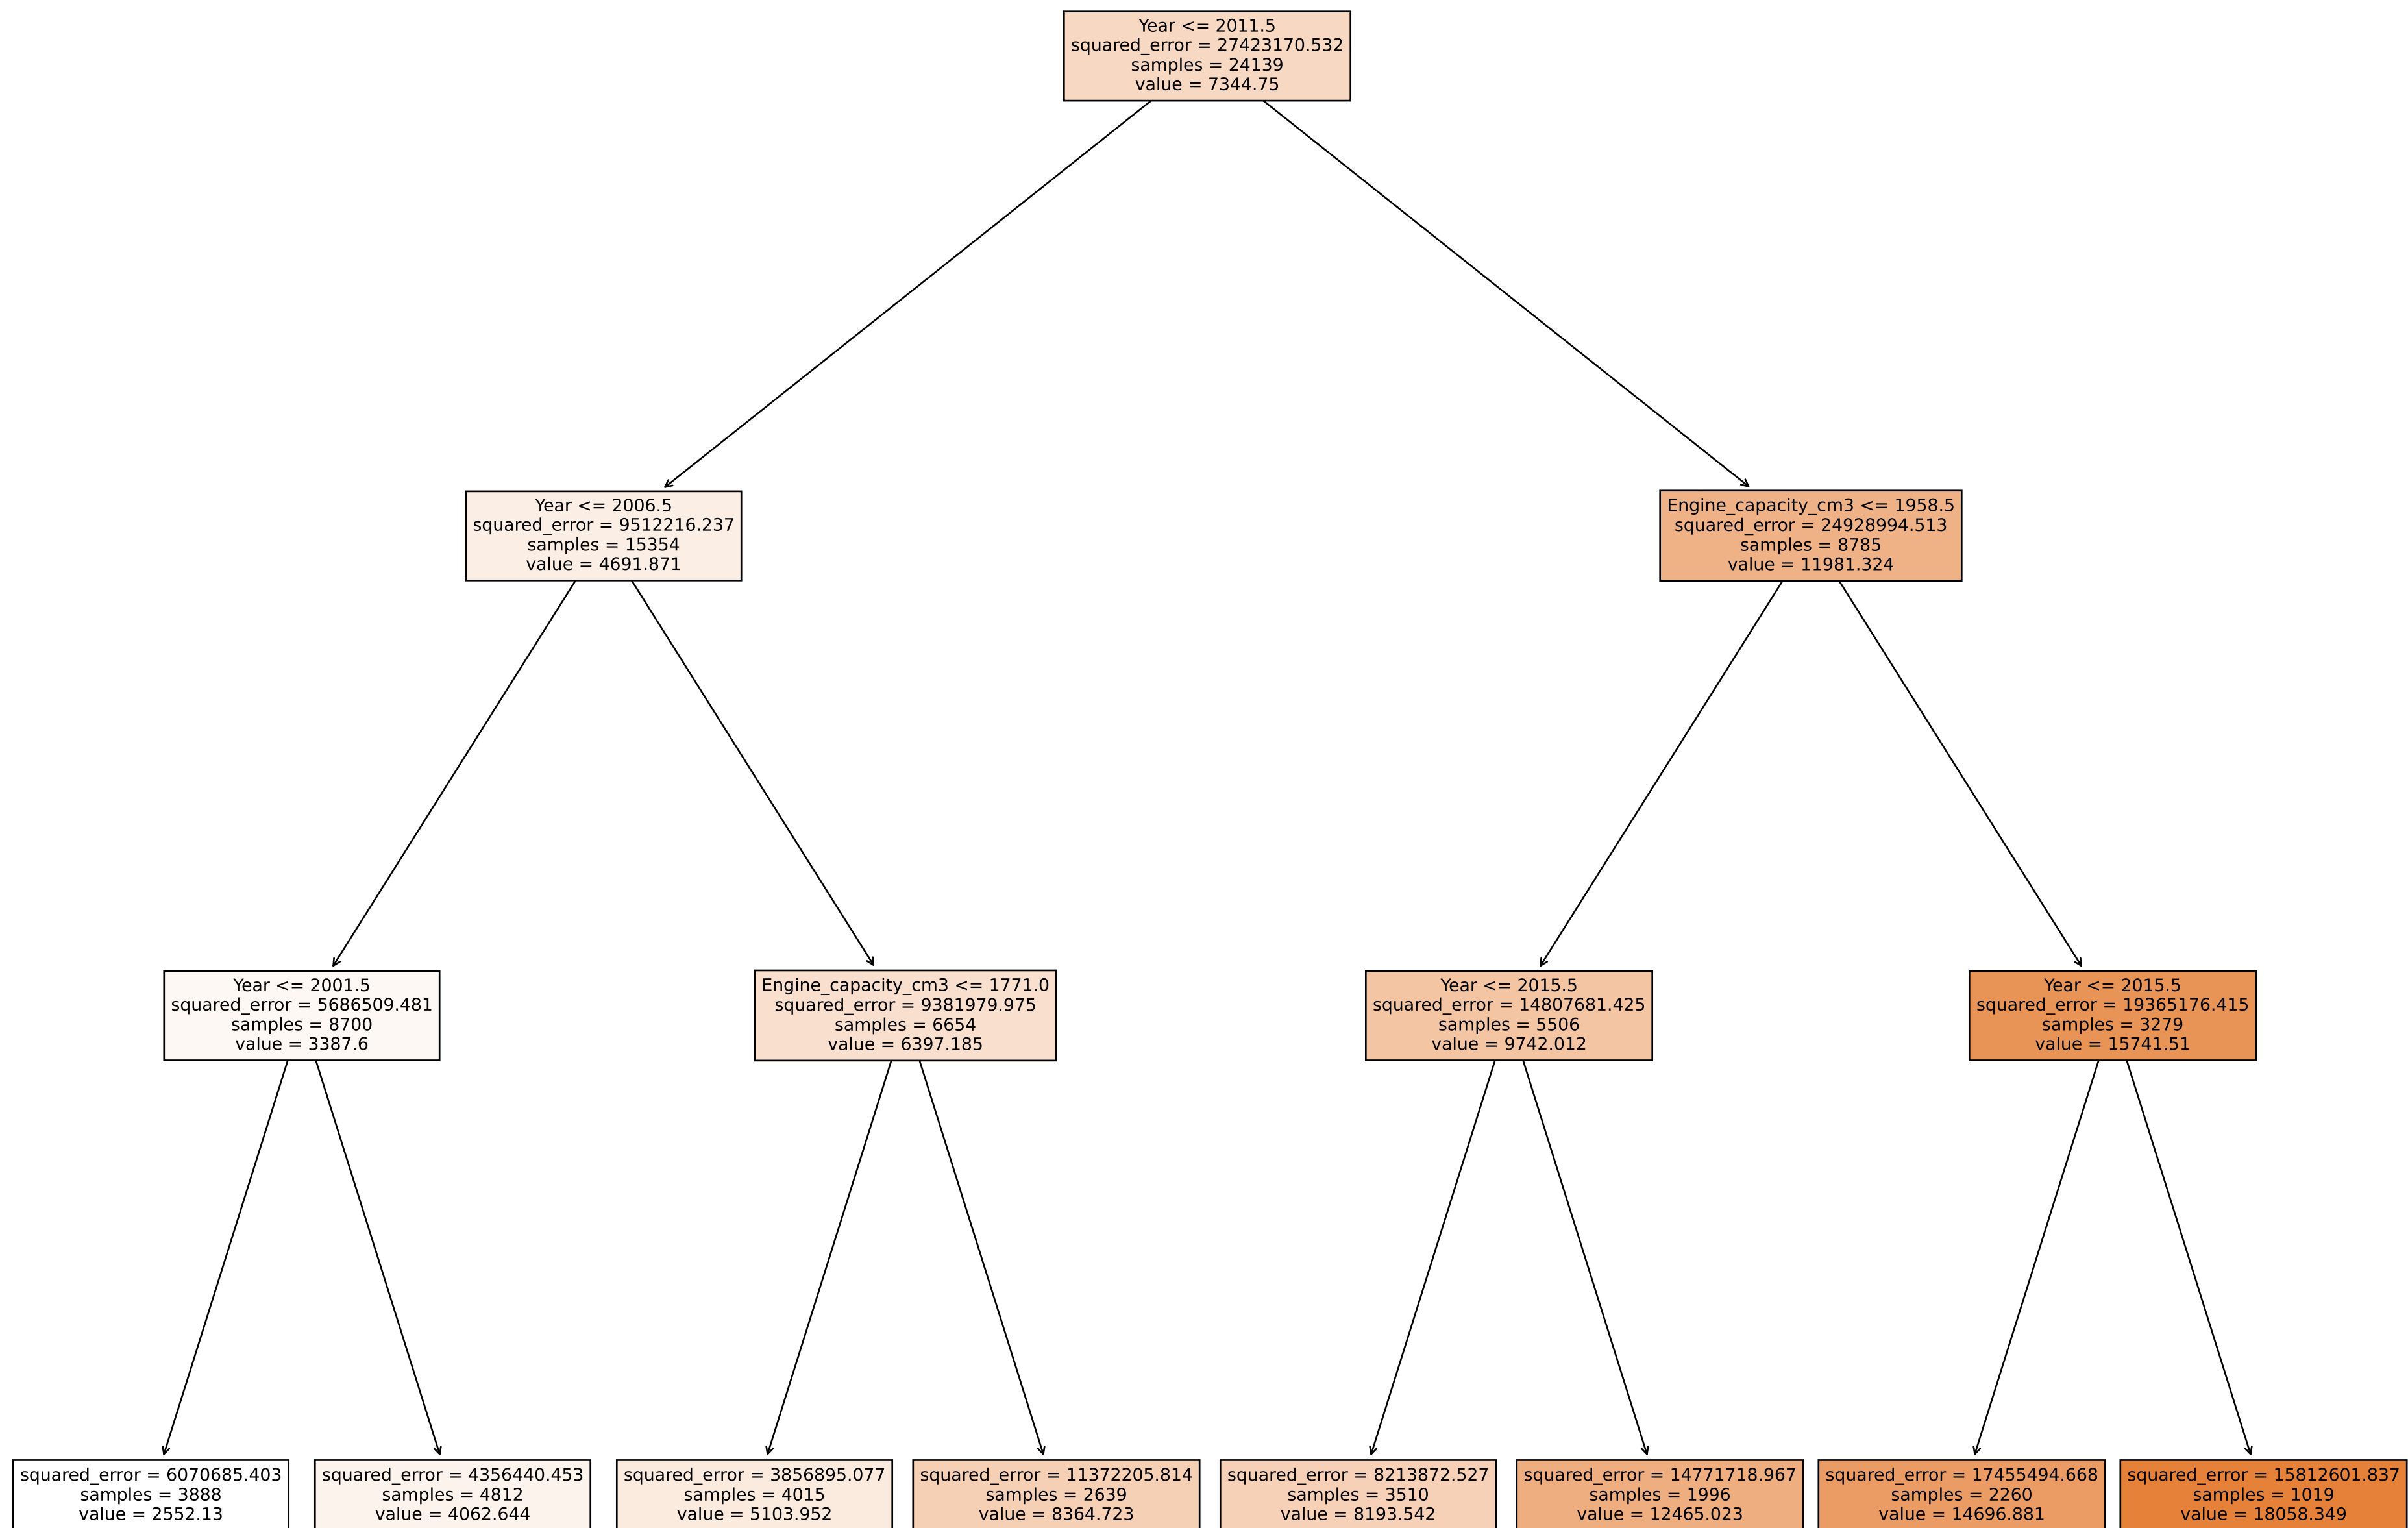 Year <= 2011.5
squared_error = 27423170.532
samples = 24139
value = 7344.75
Year <= 2006.5
squared_error = 9512216.237
samples = 15354
value = 4691.871
Engine_capacity_cm3 <= 1958.5
squared_error = 24928994.513
samples = 8785
value = 11981.324
Year <= 2001.5
squared_error = 5686509.481
samples = 8700
value = 3387.6
Engine_capacity_cm3 <= 1771.0
squared_error = 9381979.975
samples = 6654
value = 6397.185
Year <= 2015.5
squared_error = 14807681.425
samples = 5506
value = 9742.012
Year <= 2015.5
squared_error = 19365176.415
samples = 3279
value = 15741.51
squared_error = 6070685.403
samples = 3888
value = 2552.13
squared_error = 4356440.453
samples = 4812
value = 4062.644
squared_error = 3856895.077
samples = 4015
value = 5103.952
squared_error = 11372205.814
samples = 2639
value = 8364.723
squared_error = 8213872.527
samples = 3510
value = 8193.542
squared_error = 14771718.967
samples = 1996
value = 12465.023
squared_error = 17455494.668
samples = 2260
value = 14696.881
squared_error = 15812601.837
samples = 1019
value = 18058.349